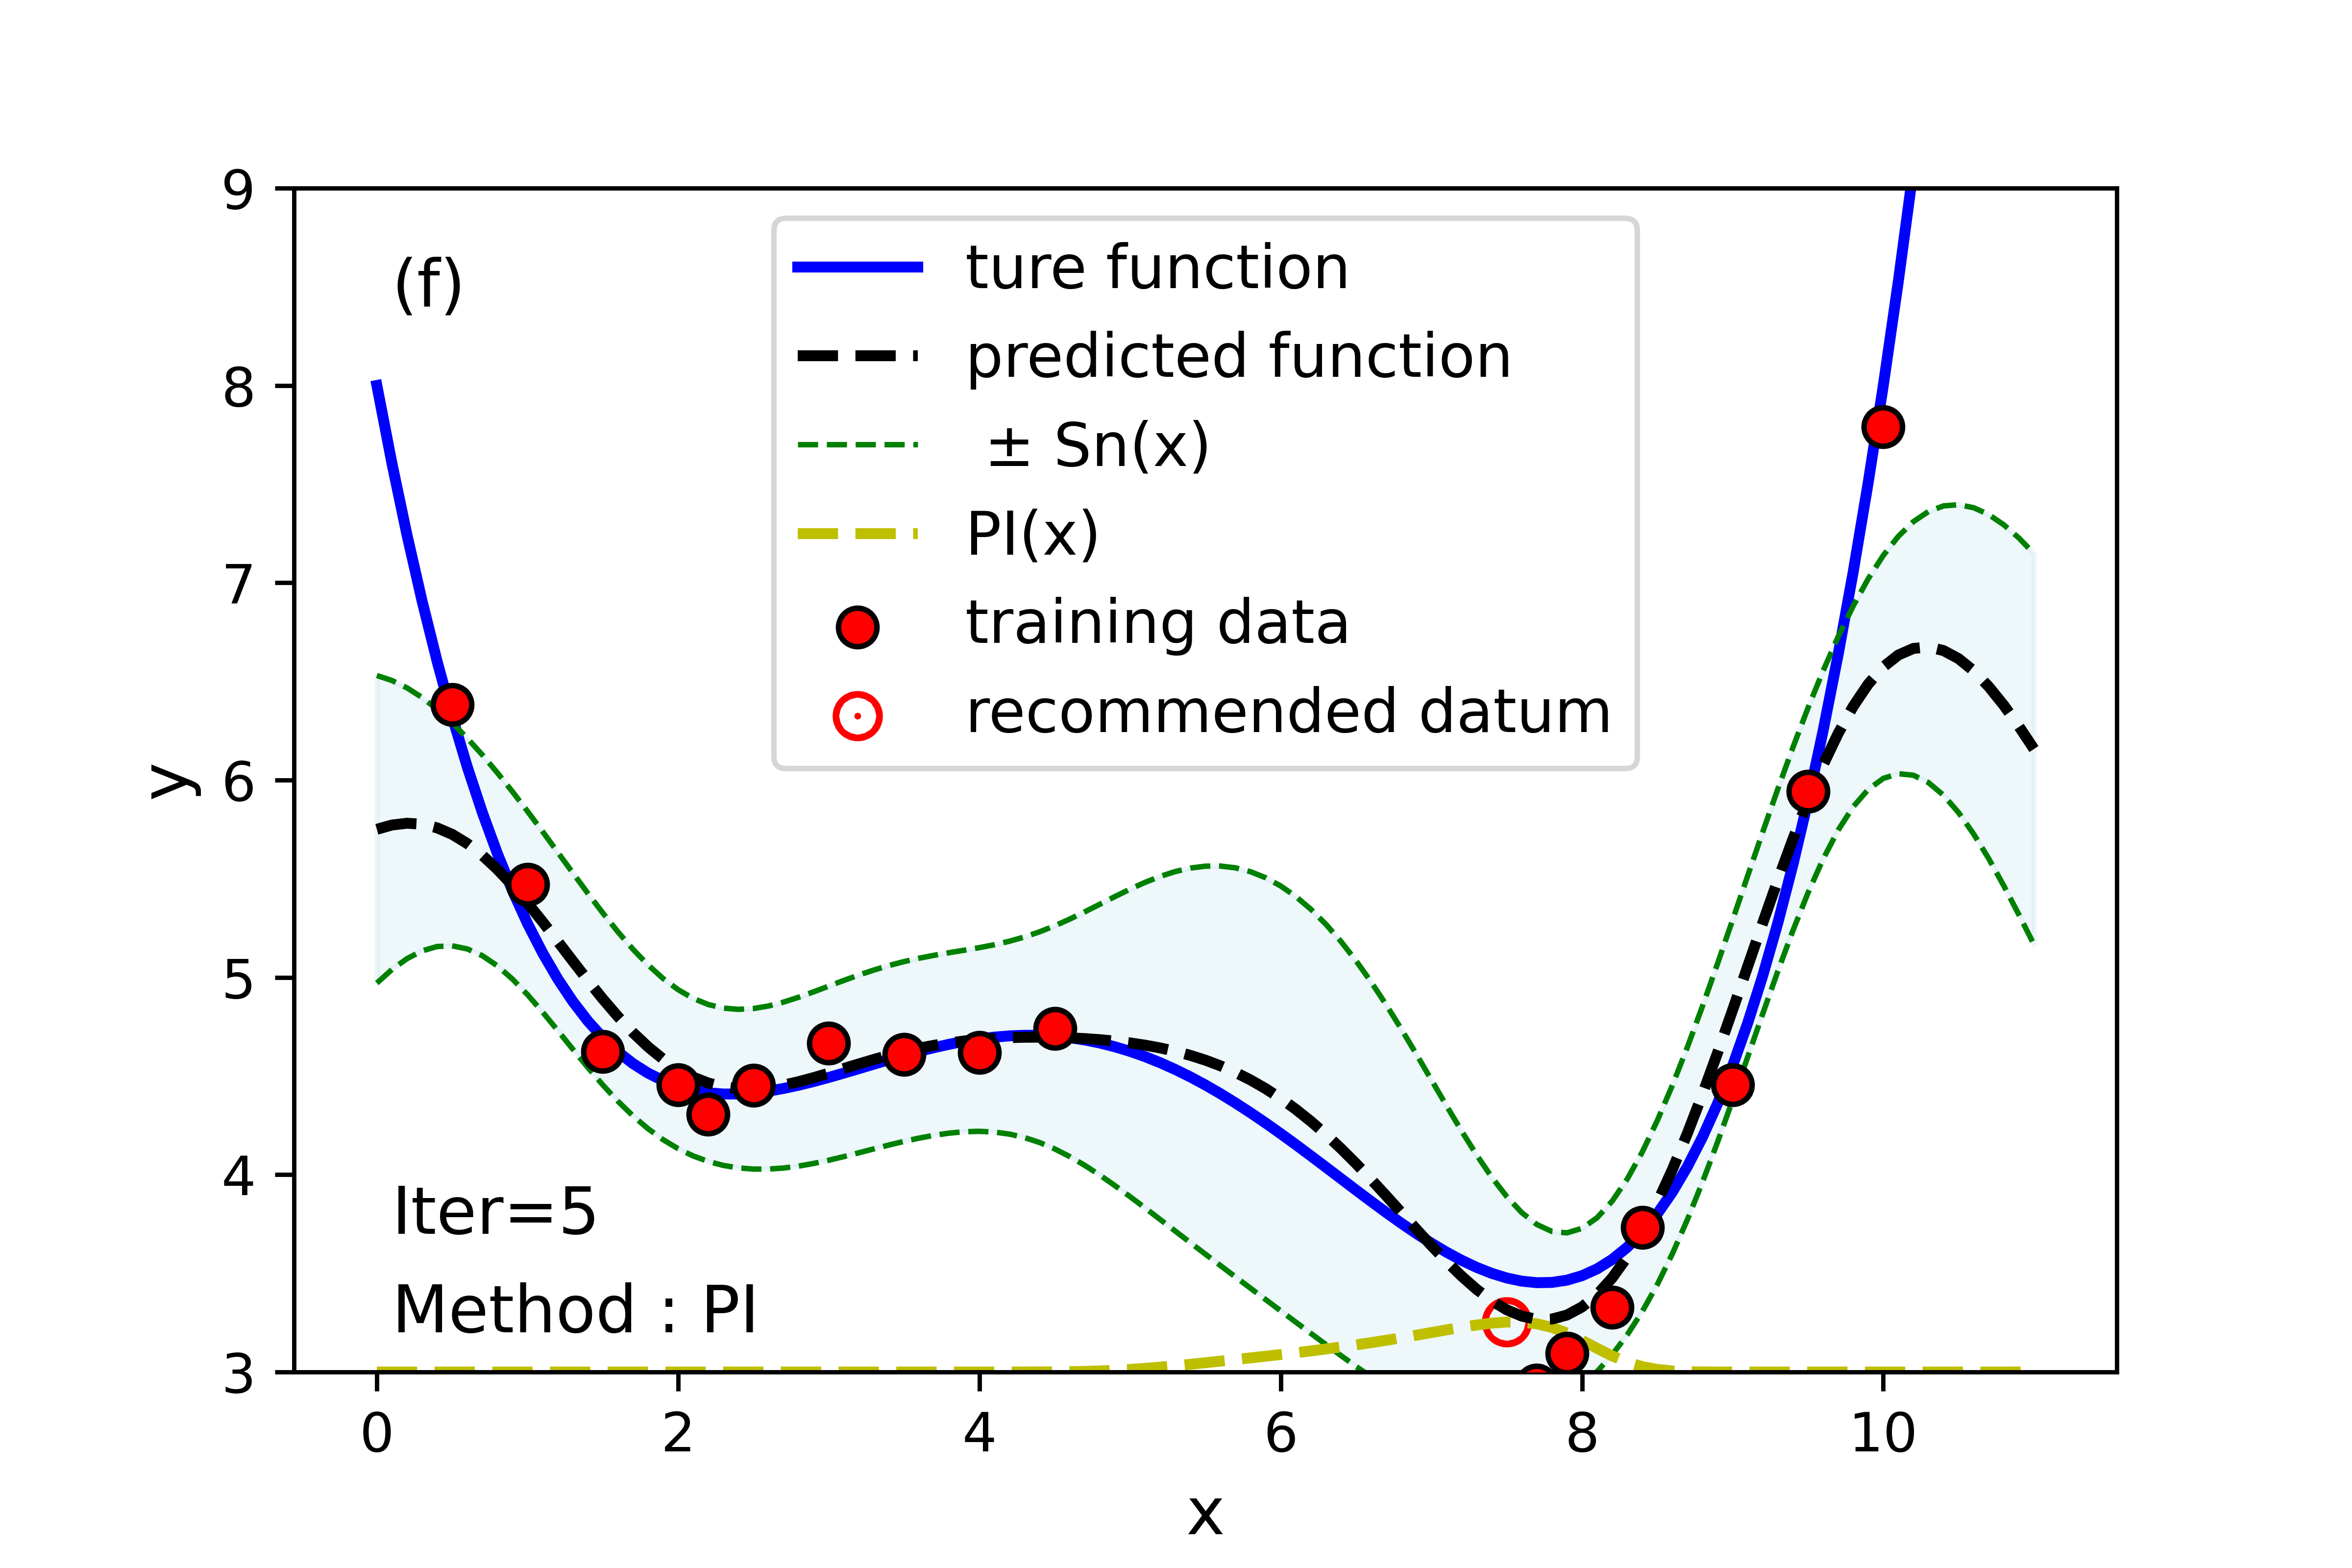 (f)
ture function
predicted function
± Sn(x)
PI(x)
training data
recommended datum
Iter=5
Method : PI
y
9
8
7
6
5
4
3
0 2 4 6 8 10
x